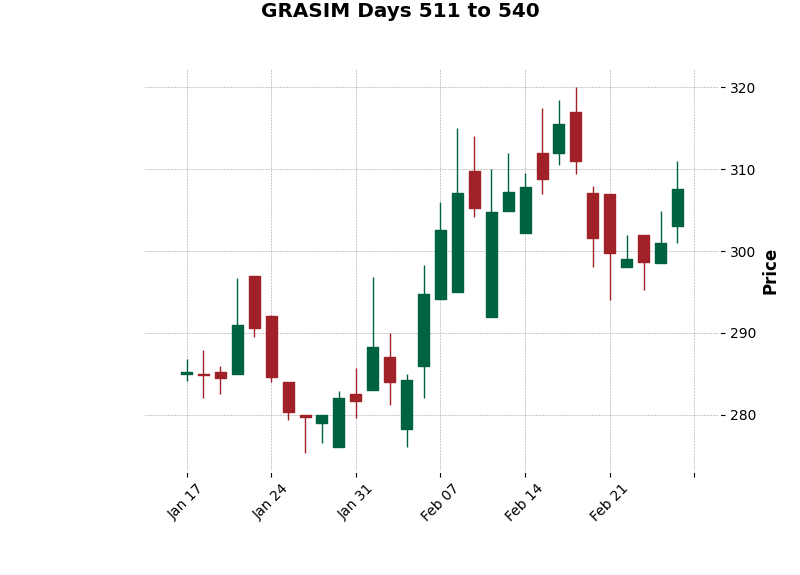 GRASIM Days 511 to 540
320
310
300
290
280
Price
Jan 17
Jan 24
Jan 31
Feb 07
Feb 14
Feb 21